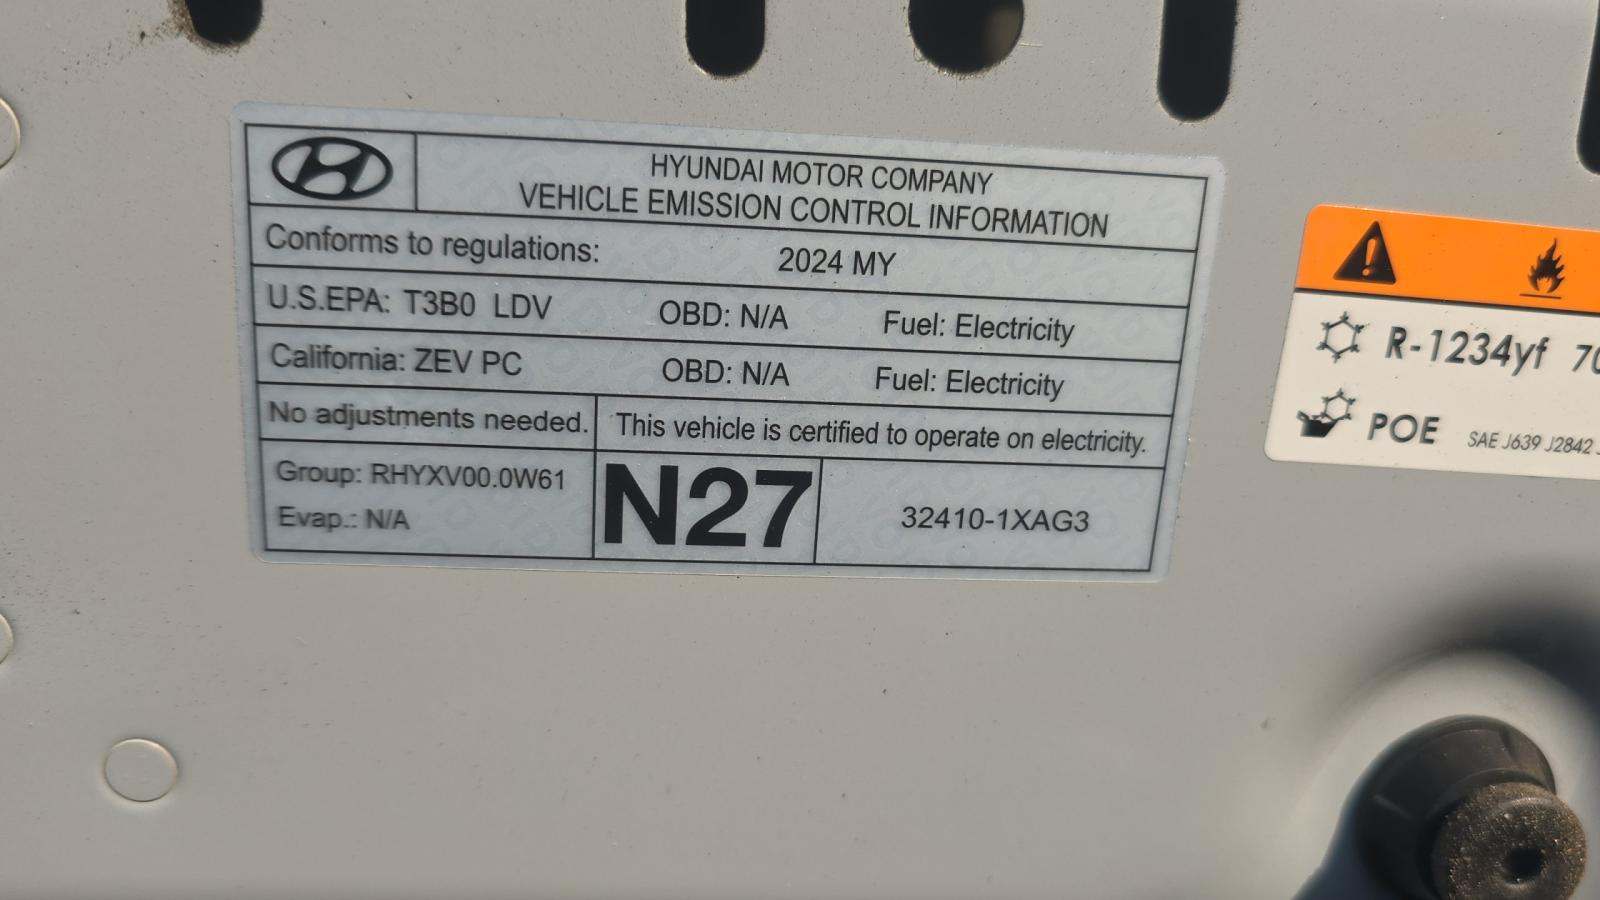 HYUNDAI MOTOR COMPANY
VEHICLE EMISSION CONTROL INFORMATION
Conforms to regulations: 2024 MY
U.S.EPA: T3B0 LDV OBD: N/A Fuel: Electricity
California: ZEV PC OBD: N/A Fuel: Electricity
No adjustments needed. This vehicle is certified to operate on electricity.
Group: RHYXV00.0W61
Evap.: N/A
N27
32410-1XAG3
R-1234yf
POE SAE J639 J2842